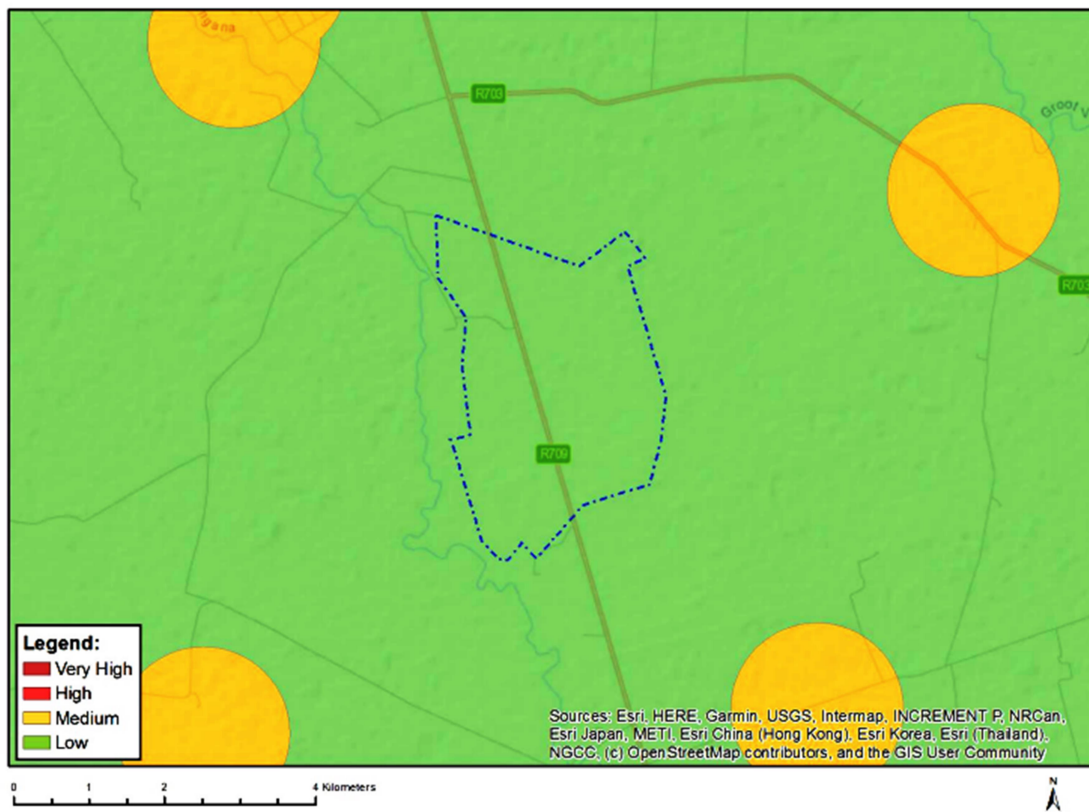 ngana
R703
Groot V
R703
R709
Legend:
Very High
High
Medium
Low
Sources: Esri, HERE, Garmin, USGS, Intermap, INCREMENT P, NRCan,
Esri Japan, METI, Esri China (Hong Kong), Esri Korea, Esri (Thailand),
NGCC, (c) OpenStreetMap contributors, and the GIS User Community
0 1 2 4 Kilometers
N